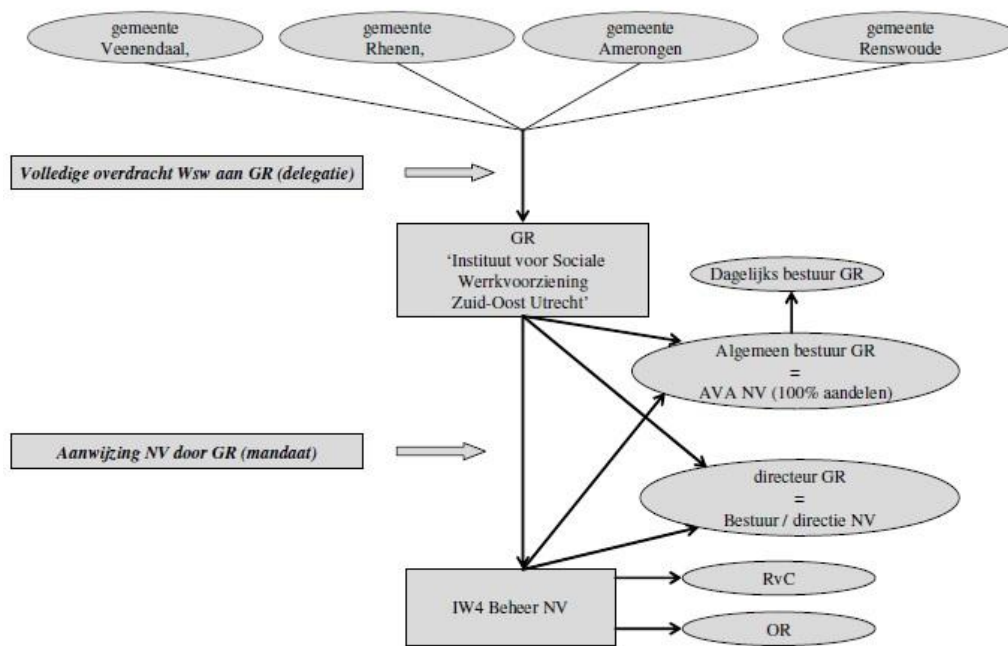 gemeente
Veenendaal,
gemeente
Rhenen,
gemeente
Amerongen
gemeente
Renswoude
Volledige overdracht Wsw aan GR (delegatie)
GR
‘Instituut voor Sociale
Werrkvoorziening
Zuid-Oost Utrecht’
Dagelijks bestuur GR
Algemeen bestuur GR
=
AVA NV (100% aandelen)
Aanwijzing NV door GR (mandaat)
directeur GR
=
Bestuur / directie NV
IW4 Beheer NV
RvC
OR